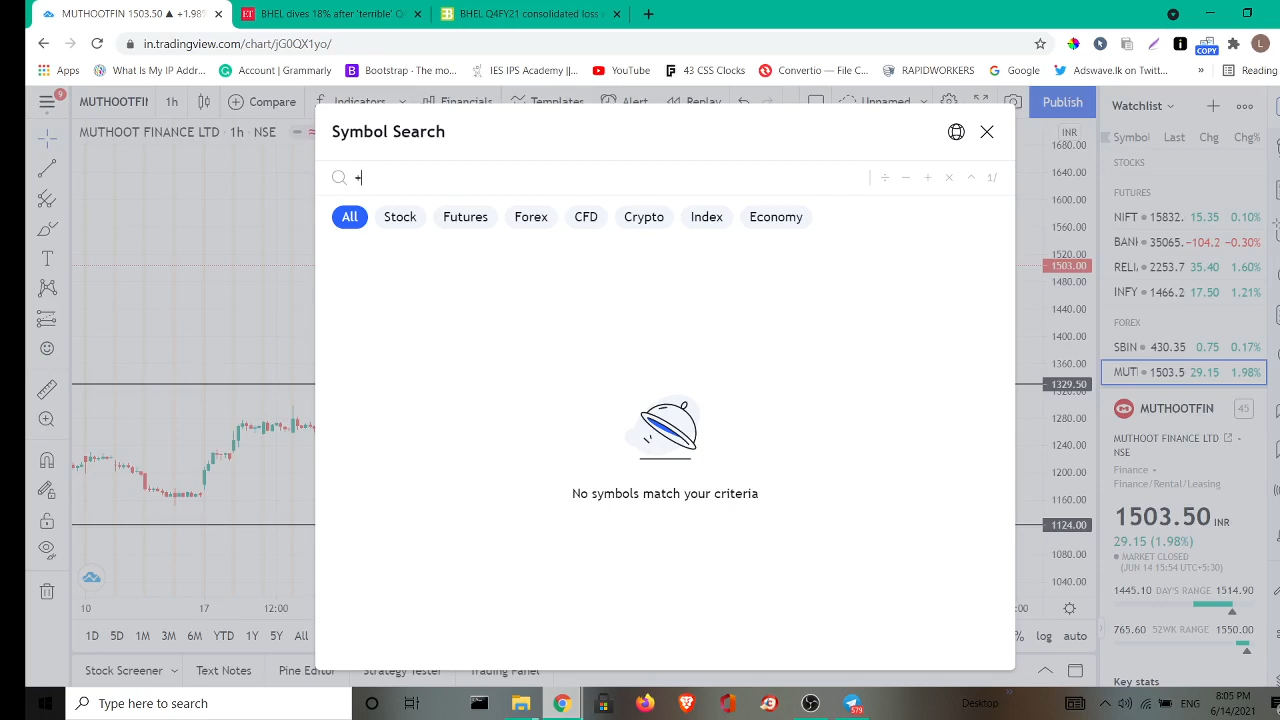 MUTHOOTFIN 1503.50 ▲ +1.98%
BHEL dives 18% after 'terrible' Q
BHEL Q4FY21 consolidated loss
in.tradingview.com/chart/jG0QX1yo/
COPY
L
Apps
What Is My IP Addr...
Account | Grammarly
Bootstrap - The mo...
IES IPS Academy ||...
YouTube
43 CSS Clocks
Convertio — File C...
RAPIDWORKERS
Google
Adswalk on Twitt...
»
Reading
9
MUTHOOTFIN
1h
Compare
Indicators
Financials
Templates
Alert
Replay
Unnamed
Publish
Watchlist
MUTHOOT FINANCE LTD · 1h · NSE
Symbol Search
+
÷ − + × ^ 1/
All Stock Futures Forex CFD Crypto Index Economy
No symbols match your criteria
INR
1680.00
1640.00
1600.00
1560.00
1520.00
1503.00
1480.00
1440.00
1400.00
1360.00
1329.50
1280.00
1240.00
1200.00
1160.00
1124.00
1080.00
1040.00
Symbol Last Chg Chg%
STOCKS
FUTURES
NIFT 15832. 15.35 0.10%
BANK 35065. −104.2 −0.30%
RELI 2253.7 35.40 1.60%
INFY 1466.2 17.50 1.21%
FOREX
SBIN 430.35 0.75 0.17%
MUTH 1503.5 29.15 1.98%
MUTHOOTFIN 45
MUTHOOT FINANCE LTD
NSE
Finance
Finance/Rental/Leasing
1503.50 INR
29.15 (1.98%)
MARKET CLOSED
(JUN 14 15:54 UTC+5:30)
1445.10 DAY'S RANGE 1514.90
765.60 52WK RANGE 1550.00
Key stats
10 17 12:00 :00
1D 5D 1M 3M 6M YTD 1Y 5Y All
% log auto
Stock Screener
Text Notes
Pine Editor
Strategy Tester
Trading Panel
Type here to search
579
Desktop
»
ENG
8:05 PM
6/14/2021